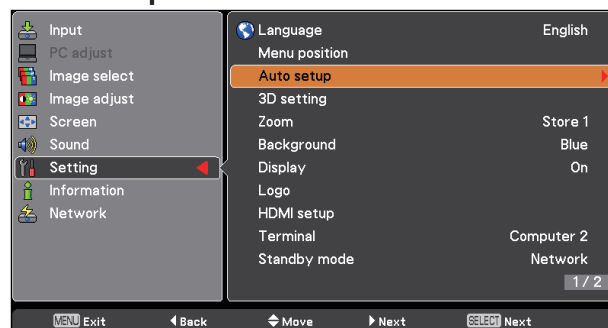 Input
PC adjust
Image select
Image adjust
Screen
Sound
Setting
Information
Network
Language English
Menu position
Auto setup
3D setting
Zoom Store 1
Background Blue
Display On
Logo
HDMI setup
Terminal Computer 2
Standby mode Network
1 / 2
MENU Exit Back Move Next SELECT Next